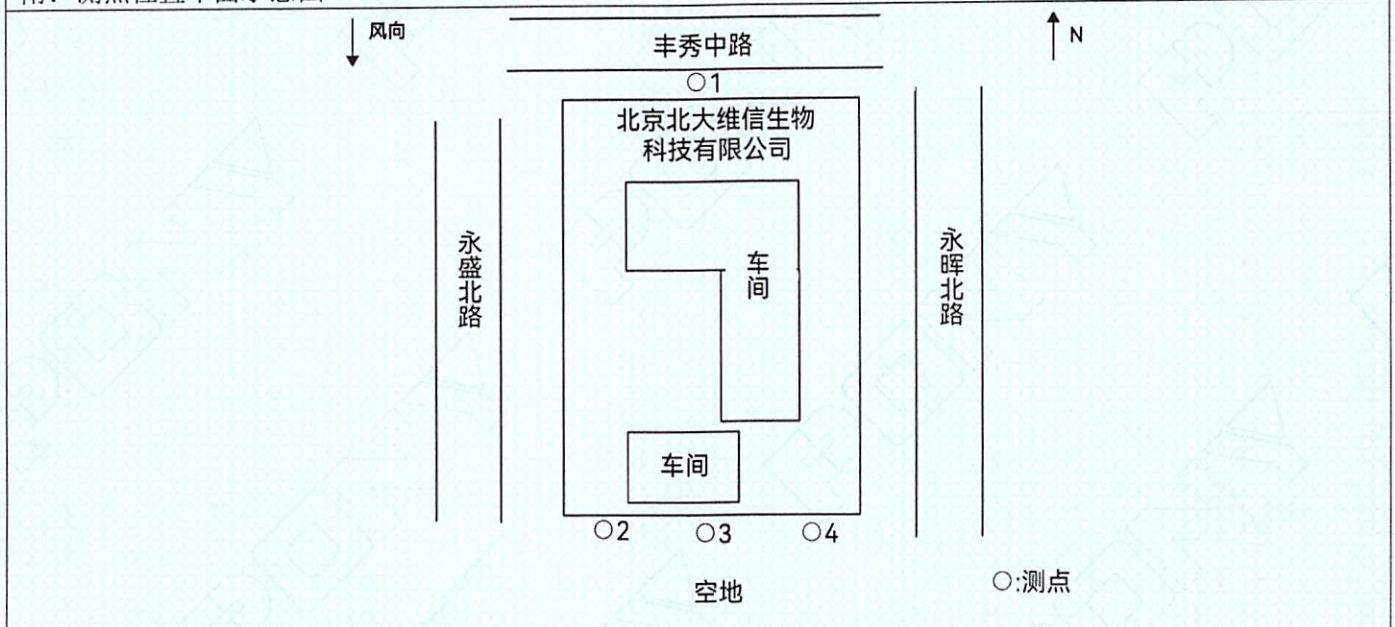 风向
N
丰秀中路
○1
北京北大维信生物
科技有限公司
永盛北路
车间
永晖北路
车间
○2
○3
○4
空地
○:测点